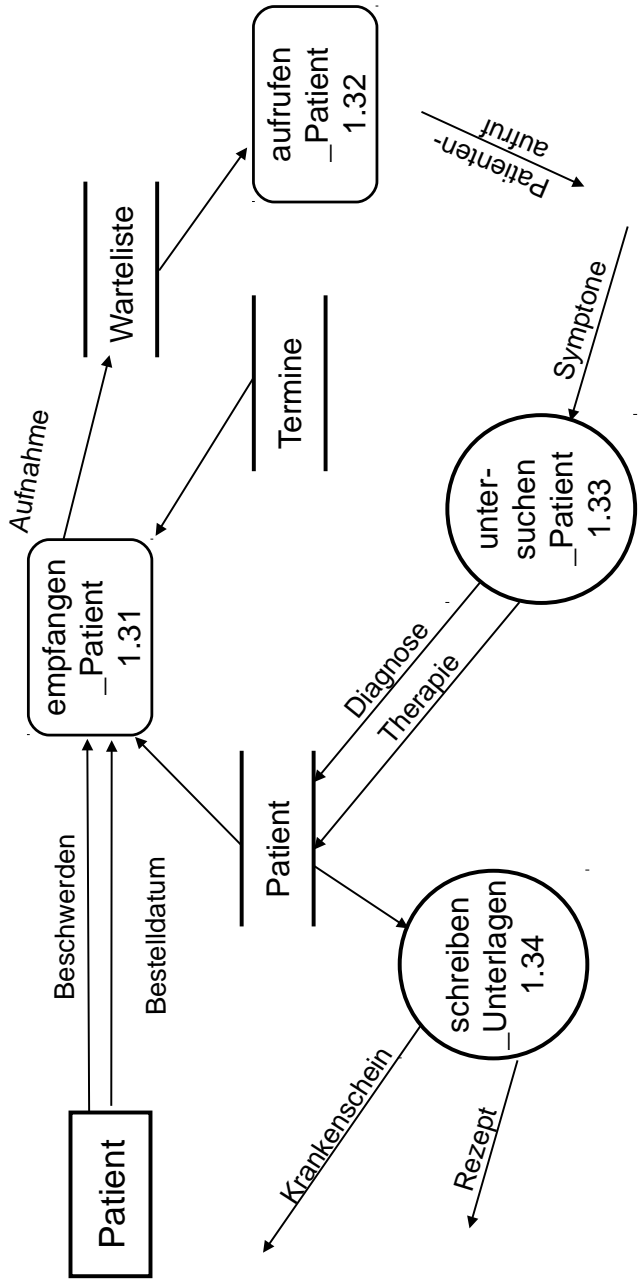 Patient
Beschwerden
Bestelldatum
empfangen
_Patient
1.31
Aufnahme
Warteliste
aufrufen
_Patient
1.32
Termine
Patienten-
aufruf
Symptone
unter-
suchen
_Patient
1.33
Diagnose
Therapie
Patient
schreiben
_Unterlagen
1.34
Krankenschein
Rezept